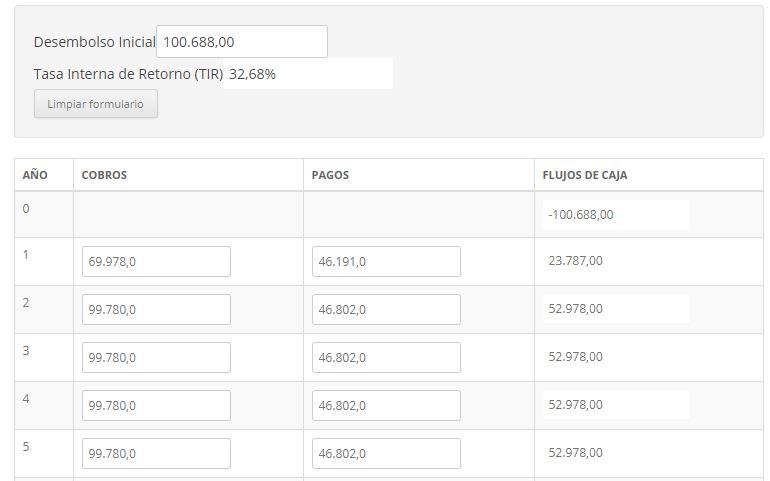 Desembolso Inicial 100.688,00
Tasa Interna de Retorno (TIR) 32,68%
Limpiar formulario
AÑO COBROS PAGOS FLUJOS DE CAJA
0 -100.688,00
1 69.978,0 46.191,0 23.787,00
2 99.780,0 46.802,0 52.978,00
3 99.780,0 46.802,0 52.978,00
4 99.780,0 46.802,0 52.978,00
5 99.780,0 46.802,0 52.978,00